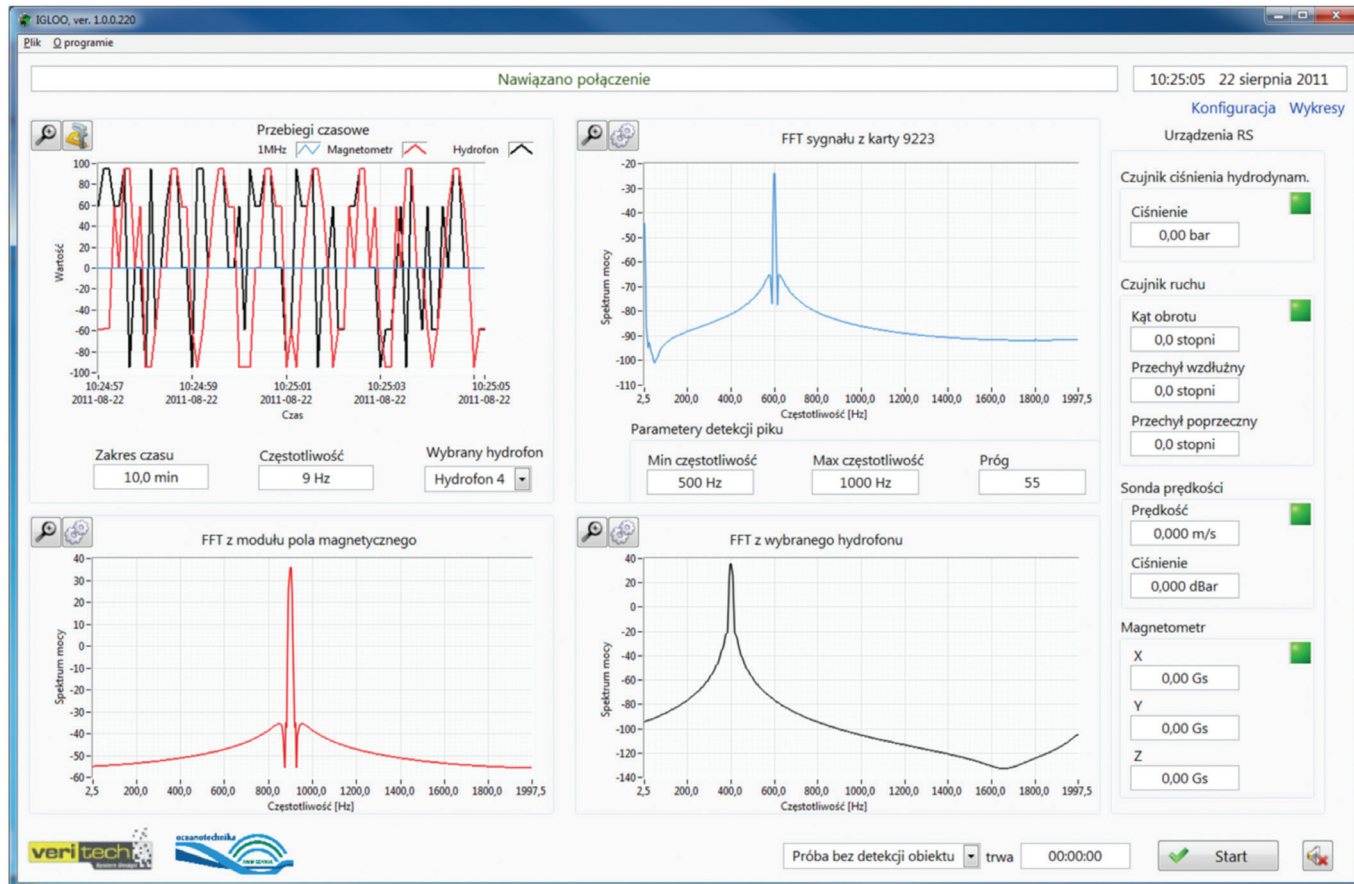 IGLOO, ver. 1.0.0.220
Plik O programie
Nawiązano połączenie
10:25:05 22 sierpnia 2011
Konfiguracja Wykresy
Przebiegi czasowe
1MHz Magnetometr Hydrofon
Wartość
100
80
60
40
20
0
-20
-40
-60
-80
-100
10:24:57 10:24:59 10:25:01 10:25:03 10:25:05
2011-08-22 2011-08-22 2011-08-22 2011-08-22 2011-08-22
Czas
Zakres czasu Częstotliwość Wybrany hydrofon
10,0 min 9 Hz Hydrofon 4
FFT sygnału z karty 9223
Spektrum mocy
-20
-30
-40
-50
-60
-70
-80
-90
-100
-110
2,5 200,0 400,0 600,0 800,0 1000,0 1200,0 1400,0 1600,0 1800,0 1997,5
Częstotliwość [Hz]
Parametery detekcji piku
Min częstotliwość Max częstotliwość Próg
500 Hz 1000 Hz 55
FFT z modułu pola magnetycznego
Spektrum mocy
40
30
20
10
0
-10
-20
-30
-40
-50
-60
2,5 200,0 400,0 600,0 800,0 1000,0 1200,0 1400,0 1600,0 1800,0 1997,5
Częstotliwość [Hz]
FFT z wybranego hydrofonu
Spektrum mocy
40
20
0
-20
-40
-60
-80
-100
-120
-140
2,5 200,0 400,0 600,0 800,0 1000,0 1200,0 1400,0 1600,0 1800,0 1997,5
Częstotliwość [Hz]
Urządzenia RS
Czujnik ciśnienia hydrodynam.
Ciśnienie
0,00 bar
Czujnik ruchu
Kąt obrotu
0,0 stopni
Przechył wzdłużny
0,0 stopni
Przechył poprzeczny
0,0 stopni
Sonda prędkości
Prędkość
0,000 m/s
Ciśnienie
0,000 dBar
Magnetometr
X
0,00 Gs
Y
0,00 Gs
Z
0,00 Gs
veritech
System Design
oceanotechnika
Próba bez detekcji obiektu trwa 00:00:00 Start